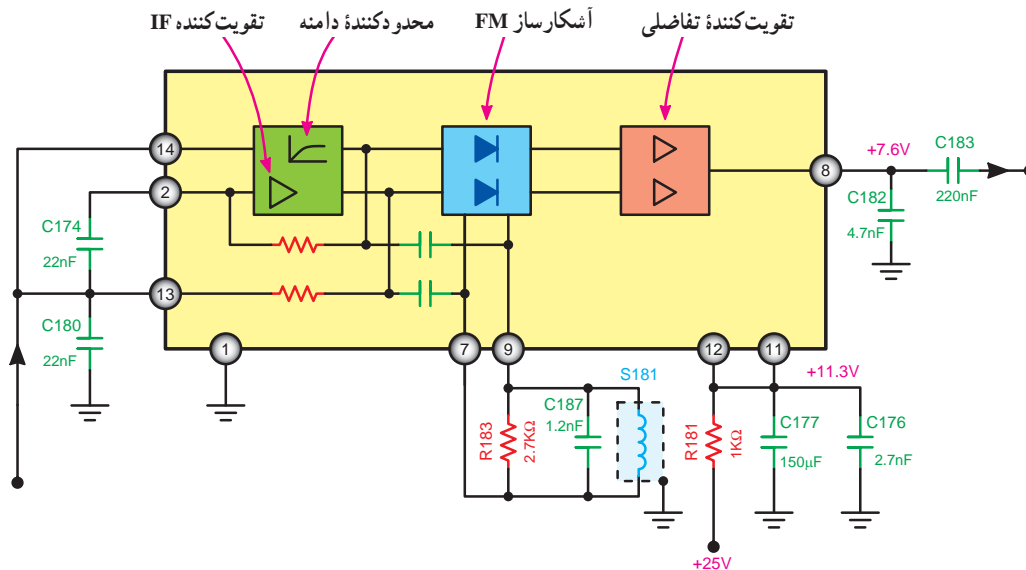 تقویت‌کننده IF
محدودکنندۀ دامنه
آشکارساز FM
تقویت‌کنندۀ تفاضلی
14
2
13
1
7
9
12
11
8
+7.6V
C183
220nF
C182
4.7nF
C174
22nF
C180
22nF
R183
2.7KΩ
C187
1.2nF
S181
R181
1KΩ
+11.3V
C177
150µF
C176
2.7nF
+25V